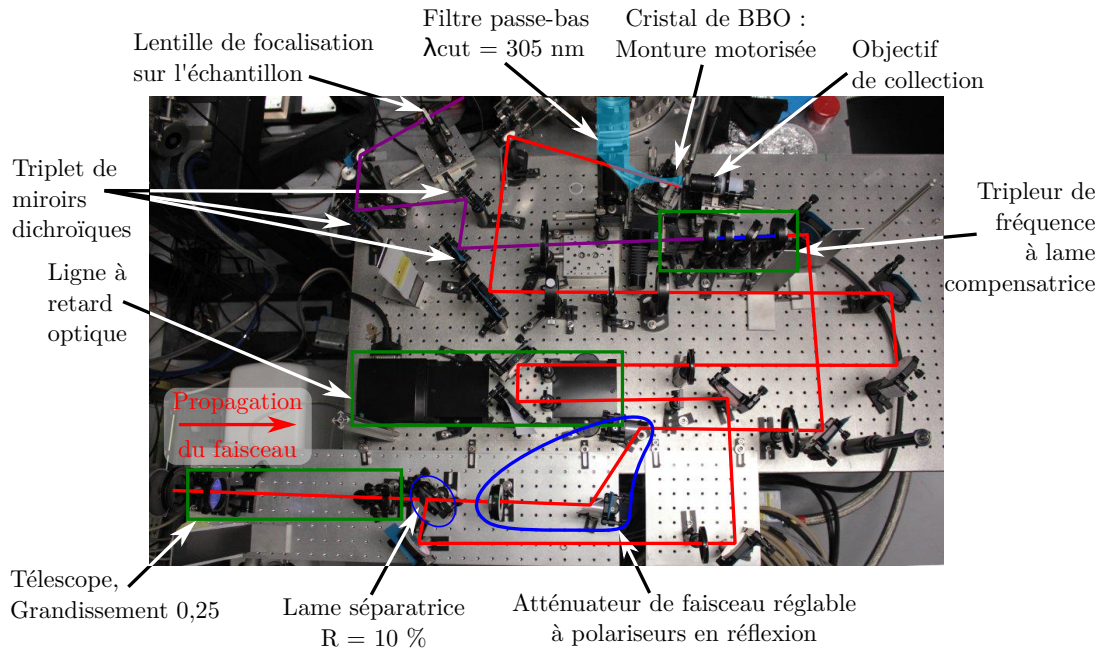 Filtre passe-bas
λcut = 305 nm
Cristal de BBO :
Monture motorisée
Lentille de focalisation
sur l'échantillon
Objectif
de collection
Triplet de
miroirs
dichroïques
Tripleur de
fréquence
à lame
compensatrice
Ligne à
retard
optique
Propagation
du faisceau
Télescope,
Grandissement 0,25
Lame séparatrice
R = 10 %
Atténuateur de faisceau réglable
à polariseurs en réflexion